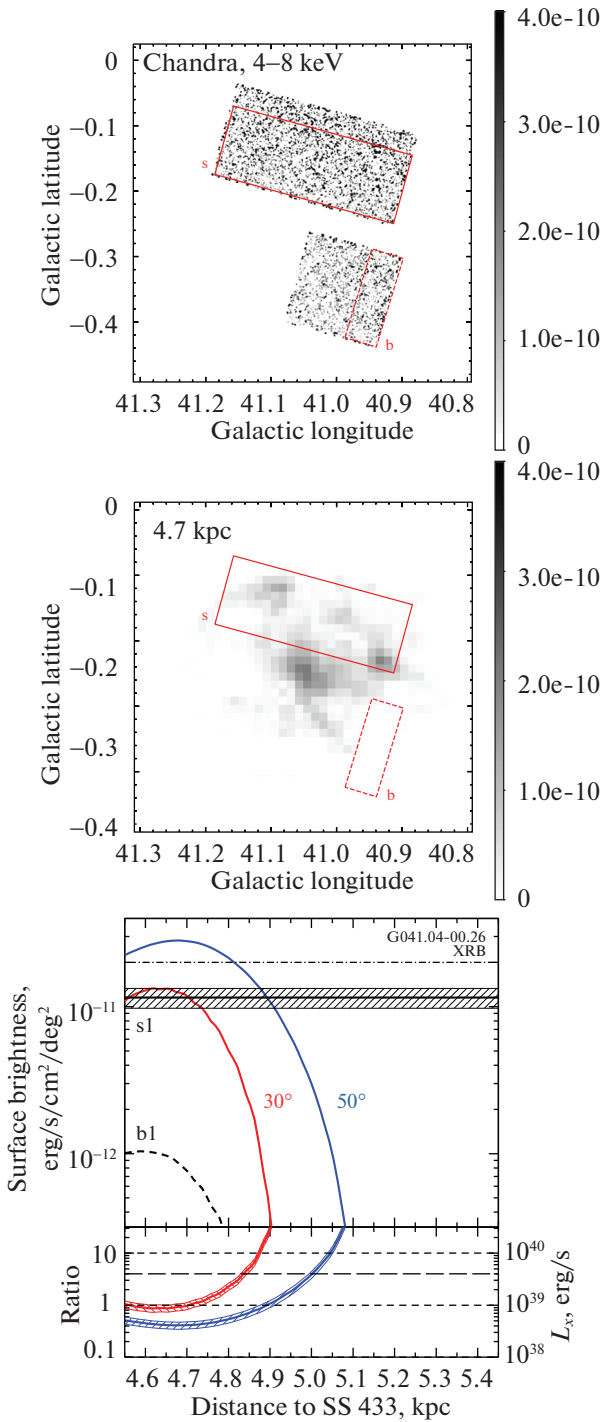 4.0e-10
0
Chandra, 4–8 keV
−0.1
3.0e-10
s
−0.2
Galactic latitude
2.0e-10
−0.3
−0.4
b
1.0e-10
41.3 41.2 41.1 41.0 40.9 40.8
Galactic longitude
0
4.0e-10
0
4.7 kpc
−0.1
3.0e-10
s
−0.2
Galactic latitude
2.0e-10
−0.3
b
1.0e-10
−0.4
41.3 41.2 41.1 41.0 40.9 40.8
Galactic longitude
0
G041.04-00.26
XRB
10⁻¹¹
s1
Surface brightness,
erg/s/cm²/deg²
30° 50°
b1
10⁻¹²
10 10⁴⁰
Ratio
1 10³⁹
Lₓ, erg/s
0.1 10³⁸
4.6 4.7 4.8 4.9 5.0 5.1 5.2 5.3 5.4
Distance to SS 433, kpc